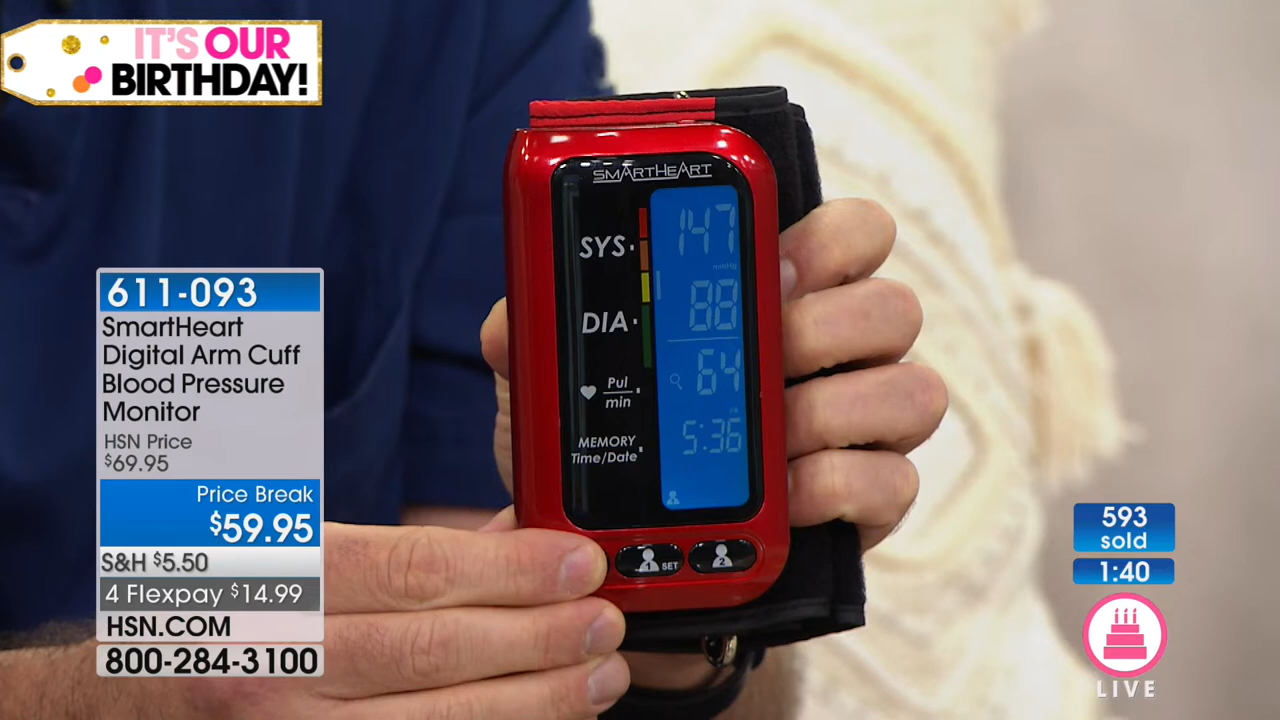 IT'S OUR
BIRTHDAY!
611-093
SmartHeart
Digital Arm Cuff
Blood Pressure
Monitor
HSN Price
$69.95
Price Break
$59.95
S&H $5.50
4 Flexpay $14.99
HSN.COM
800-284-3100
SMARTHEART
SYS
147
mmHg
DIA
88
Pul
min
64
MEMORY
Time/Date
5:36
1 SET
2
593
sold
1:40
LIVE